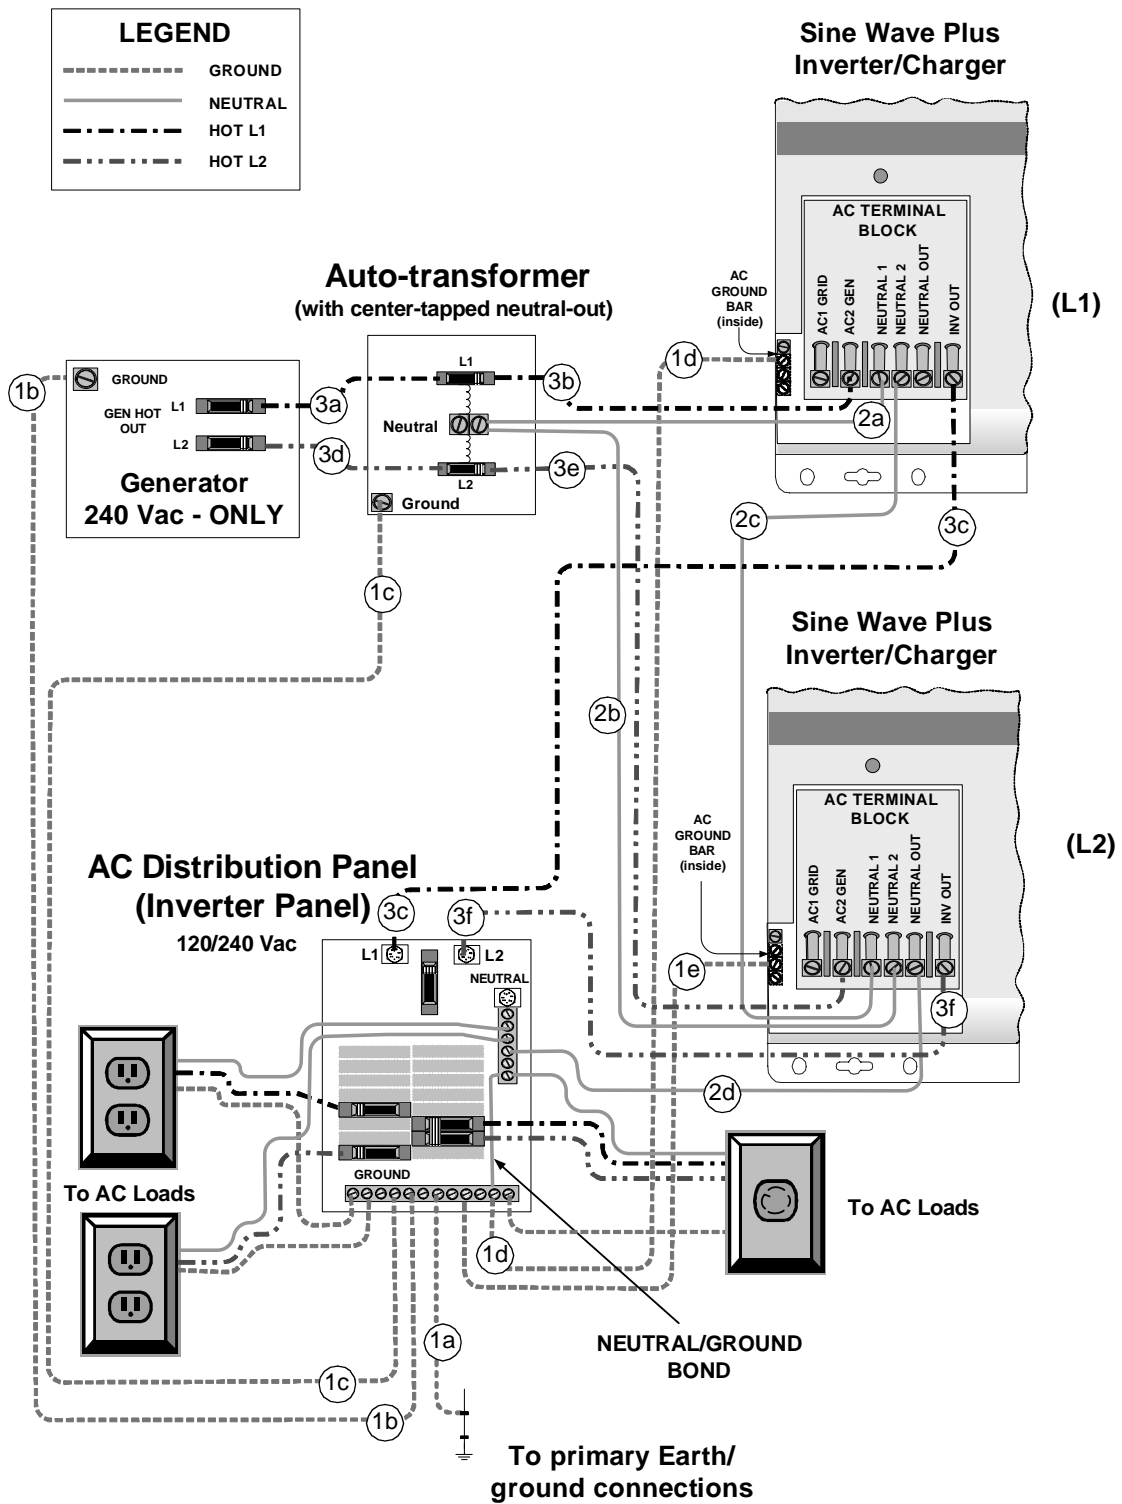 LEGEND
GROUND
NEUTRAL
HOT L1
HOT L2
Sine Wave Plus
Inverter/Charger
AC TERMINAL
BLOCK
AC1 GRID
AC2 GEN
NEUTRAL 1
NEUTRAL 2
NEUTRAL OUT
INV OUT
AC
GROUND
BAR
(inside)
(L1)
Auto-transformer
(with center-tapped neutral-out)
L1
Neutral
L2
Ground
1b
GROUND
GEN HOT
OUT
L1
L2
Generator
240 Vac - ONLY
3a
3b
3d
3e
1d
2a
2c
3c
1c
2b
Sine Wave Plus
Inverter/Charger
AC TERMINAL
BLOCK
AC1 GRID
AC2 GEN
NEUTRAL 1
NEUTRAL 2
NEUTRAL OUT
INV OUT
AC
GROUND
BAR
(inside)
(L2)
1e
3f
2d
AC Distribution Panel
(Inverter Panel)
120/240 Vac
3c
3f
L1
L2
NEUTRAL
GROUND
To AC Loads
To AC Loads
1d
NEUTRAL/GROUND
BOND
1a
1c
1b
To primary Earth/
ground connections